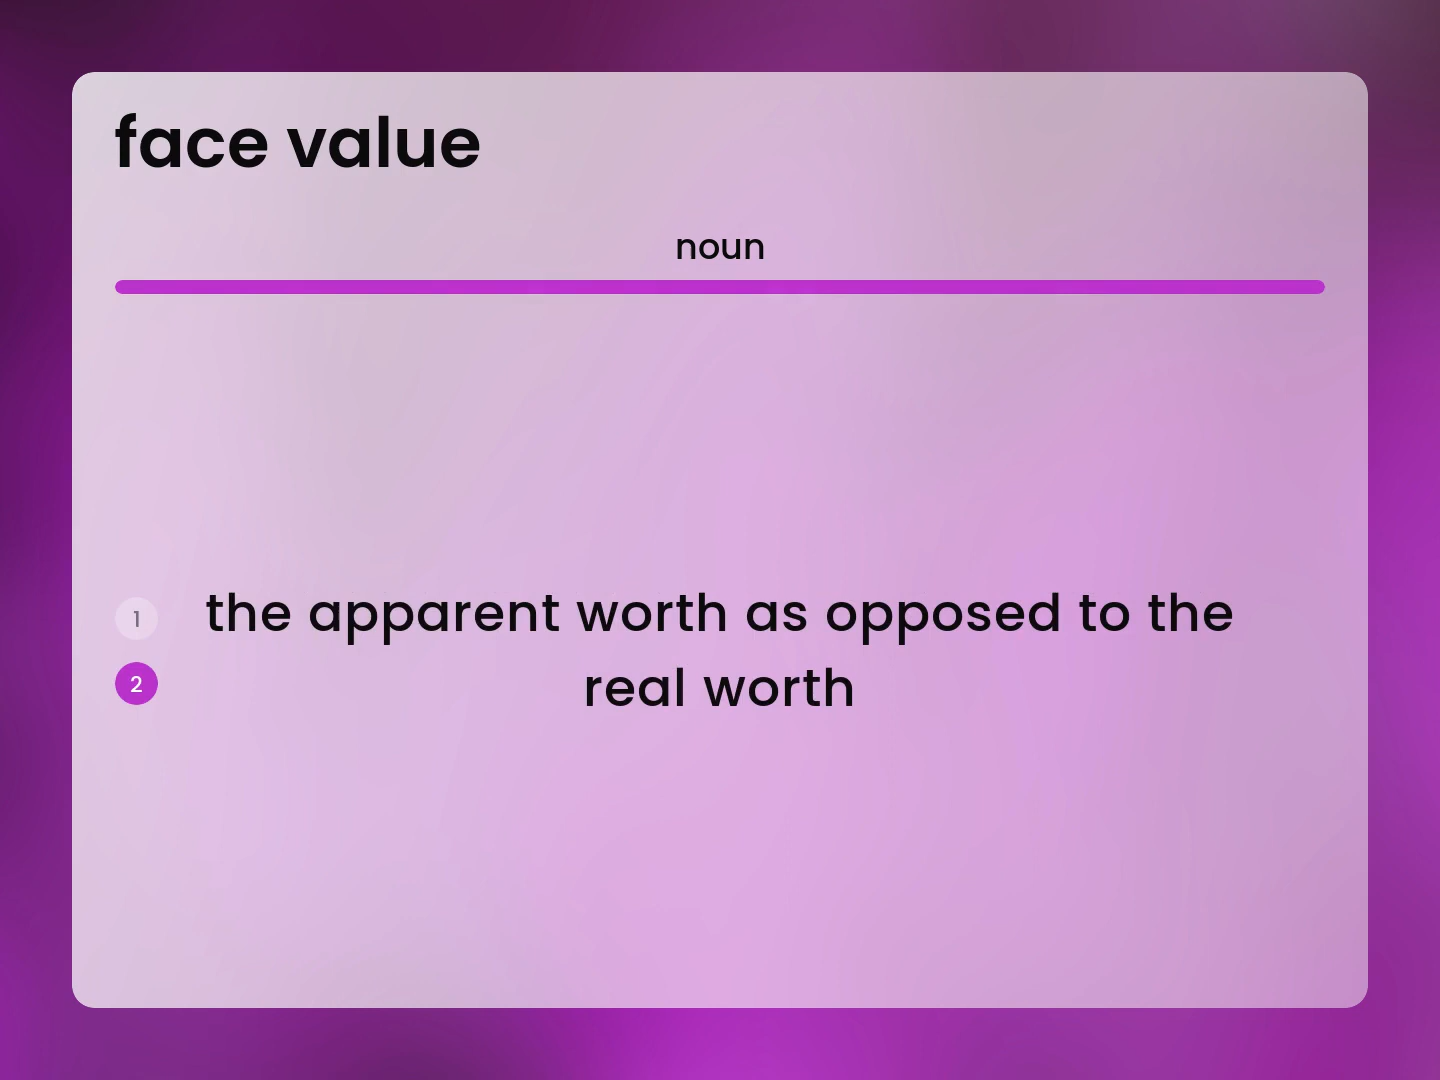 face value
noun
1
the apparent worth as opposed to the
2
real worth